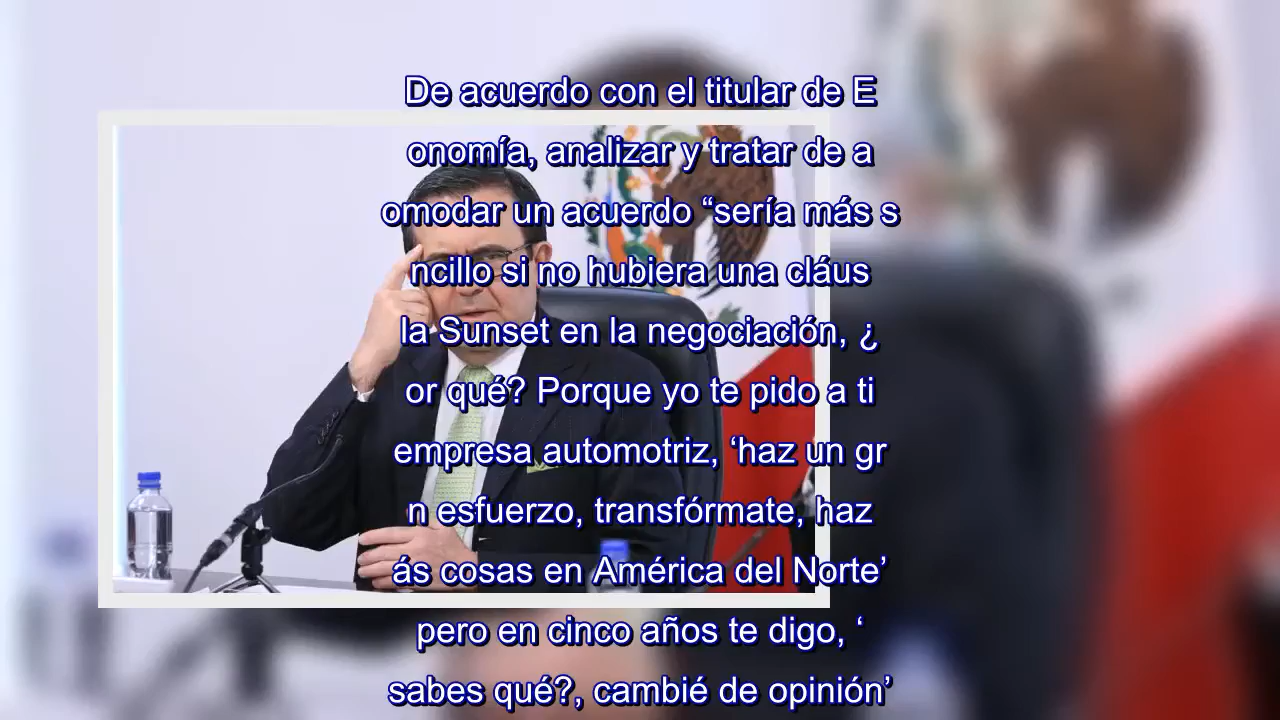 De acuerdo con el titular de E
onomía, analizar y tratar de a
omodar un acuerdo “sería más s
ncillo si no hubiera una cláus
la Sunset en la negociación, ¿
or qué? Porque yo te pido a ti
empresa automotriz, ‘haz un gr
n esfuerzo, transfórmate, haz
ás cosas en América del Norte’
pero en cinco años te digo, ‘
sabes qué?, cambié de opinión’